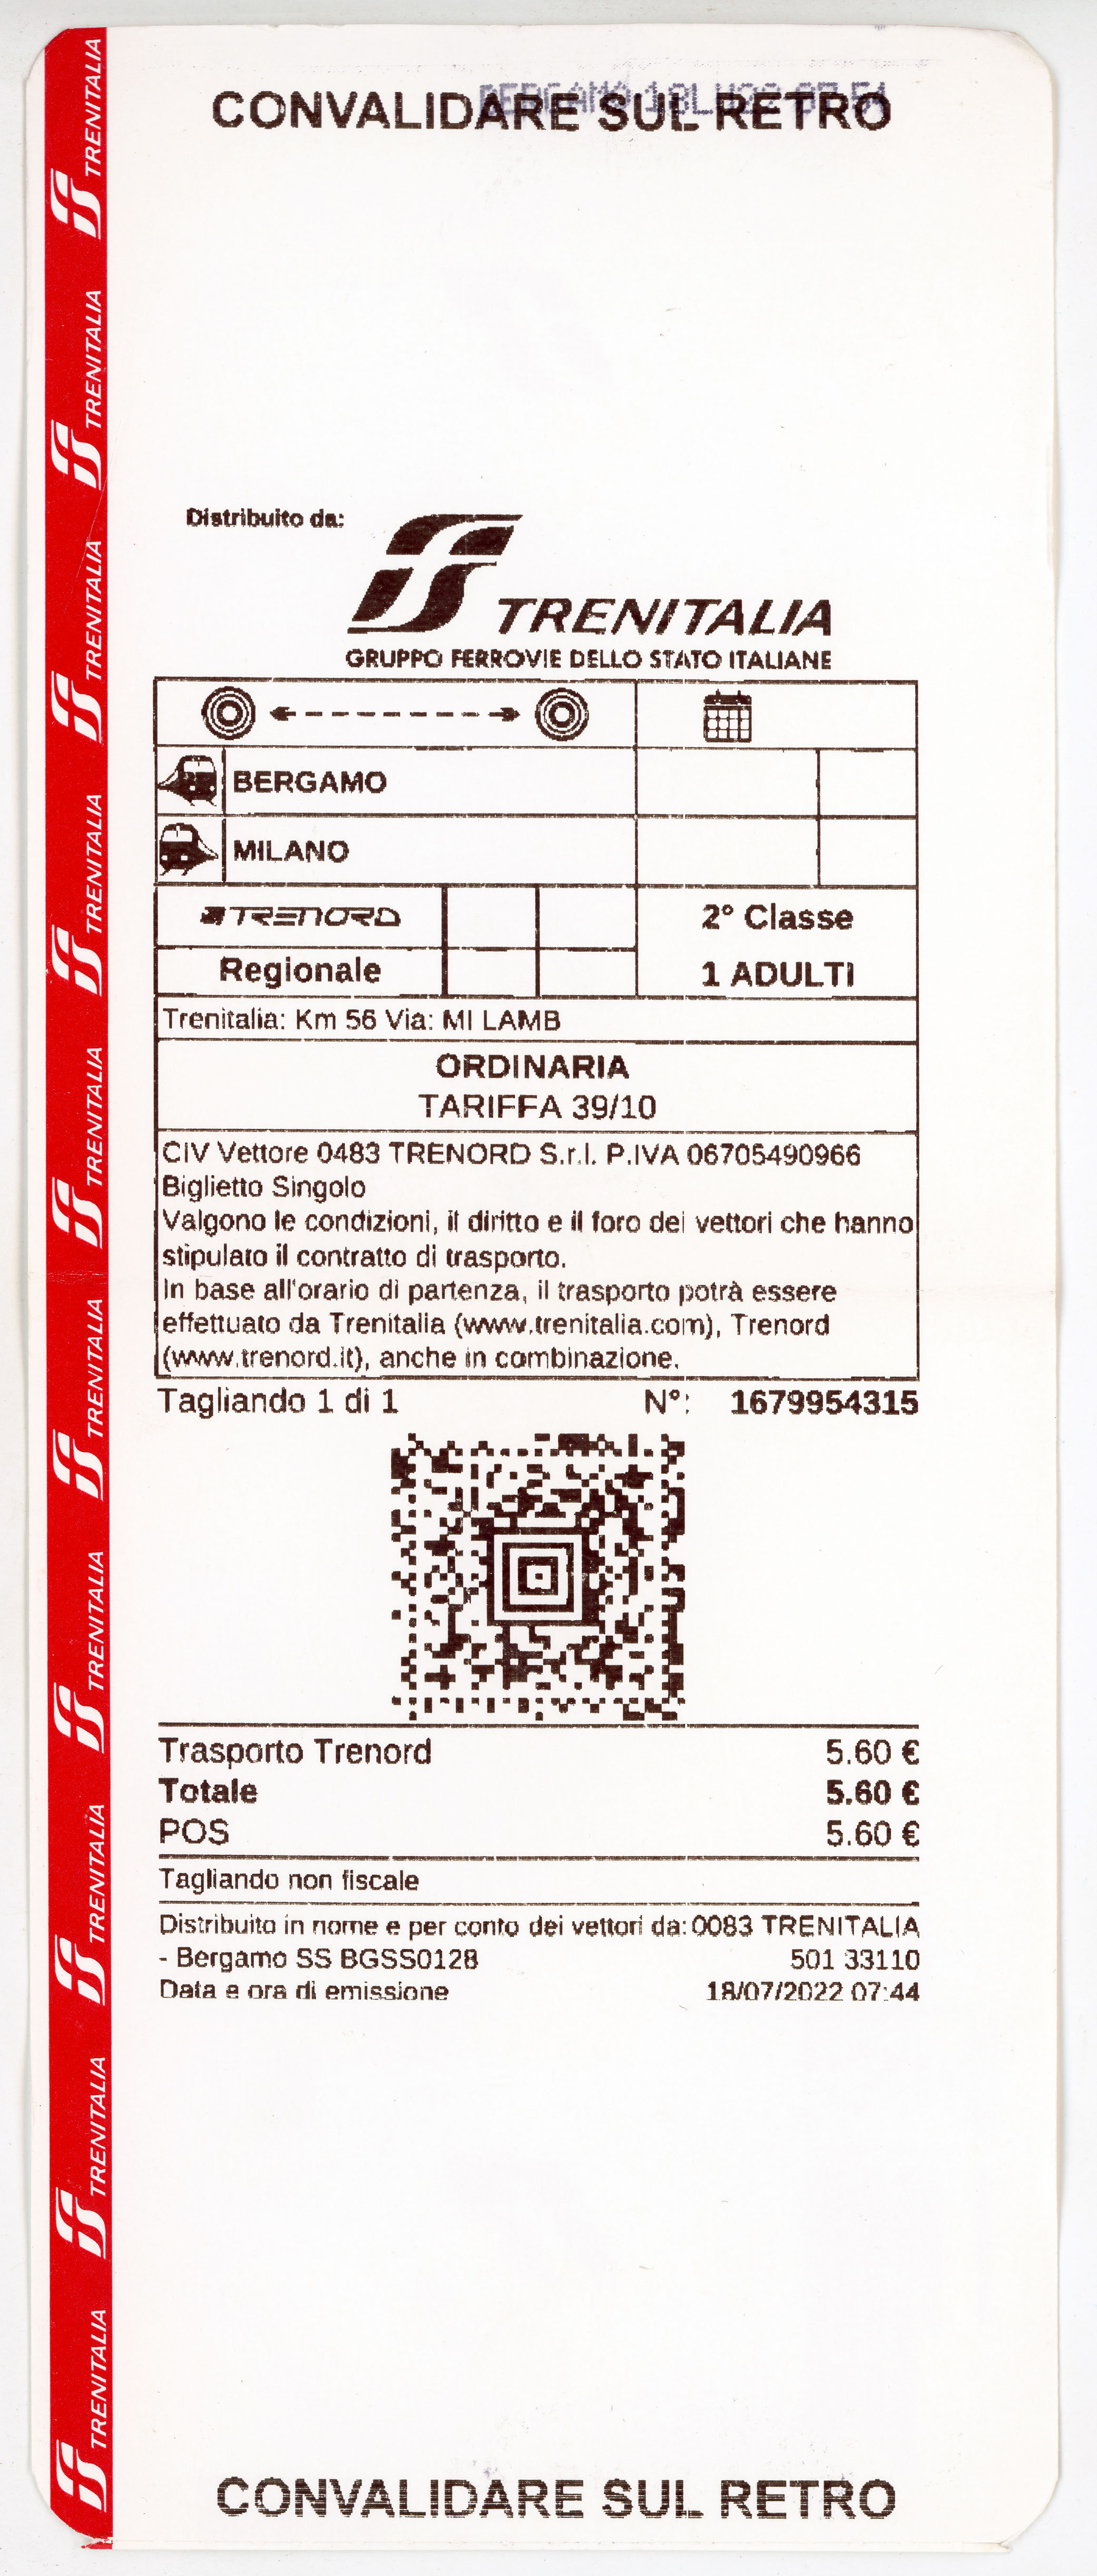 CONVALIDARE SUL RETRO
Distribuito da:
TRENITALIA
GRUPPO FERROVIE DELLO STATO ITALIANE
BERGAMO
MILANO
TRENORD
2° Classe
Regionale
1 ADULTI
Trenitalia: Km 56 Via: MI LAMB
ORDINARIA
TARIFFA 39/10
CIV Vettore 0483 TRENORD S.r.l. P.IVA 06705490966
Biglietto Singolo
Valgono le condizioni, il diritto e il foro dei vettori che hanno
stipulato il contratto di trasporto.
In base all'orario di partenza, il trasporto potrà essere
effettuato da Trenitalia (www.trenitalia.com), Trenord
(www.trenord.it), anche in combinazione.
Tagliando 1 di 1 N°: 1679954315
Trasporto Trenord 5.60 €
Totale 5.60 €
POS 5.60 €
Tagliando non fiscale
Distribuito in nome e per conto dei vettori da: 0083 TRENITALIA
- Bergamo SS BGSS0128 501 33110
Data e ora di emissione 18/07/2022 07:44
CONVALIDARE SUL RETRO
TRENITALIA
TRENITALIA
TRENITALIA
TRENITALIA
TRENITALIA
TRENITALIA
TRENITALIA
TRENITALIA
TRENITALIA
TRENITALIA